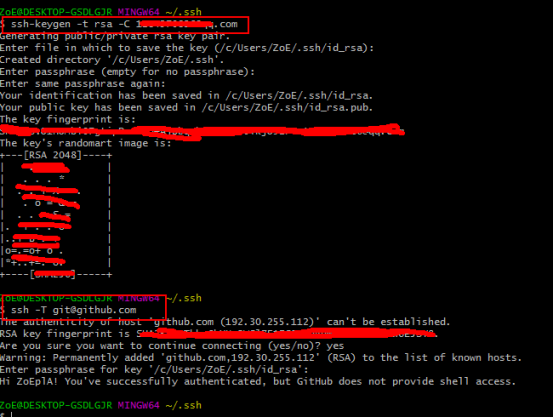 ZoE@DESKTOP-GSDLGJR MINGW64 ~/.ssh
$ ssh-keygen -t rsa -C 1 q.com
Generating public/private rsa key pair.
Enter file in which to save the key (/c/Users/ZoE/.ssh/id_rsa):
Created directory '/c/Users/ZoE/.ssh'.
Enter passphrase (empty for no passphrase):
Enter same passphrase again:
Your identification has been saved in /c/Users/ZoE/.ssh/id_rsa.
Your public key has been saved in /c/Users/ZoE/.ssh/id_rsa.pub.
The key fingerprint is:
The key's randomart image is:
+---[RSA 2048]----+
ZoE@DESKTOP-GSDLGJR MINGW64 ~/.ssh
$ ssh -T git@github.com
The authenticity of host 'github.com (192.30.255.112)' can't be established.
RSA key fingerprint is
Are you sure you want to continue connecting (yes/no)? yes
Warning: Permanently added 'github.com,192.30.255.112' (RSA) to the list of known hosts.
Enter passphrase for key '/c/Users/ZoE/.ssh/id_rsa':
Hi ZoEplA! You've successfully authenticated, but GitHub does not provide shell access.
ZoE@DESKTOP-GSDLGJR MINGW64 ~/.ssh
$